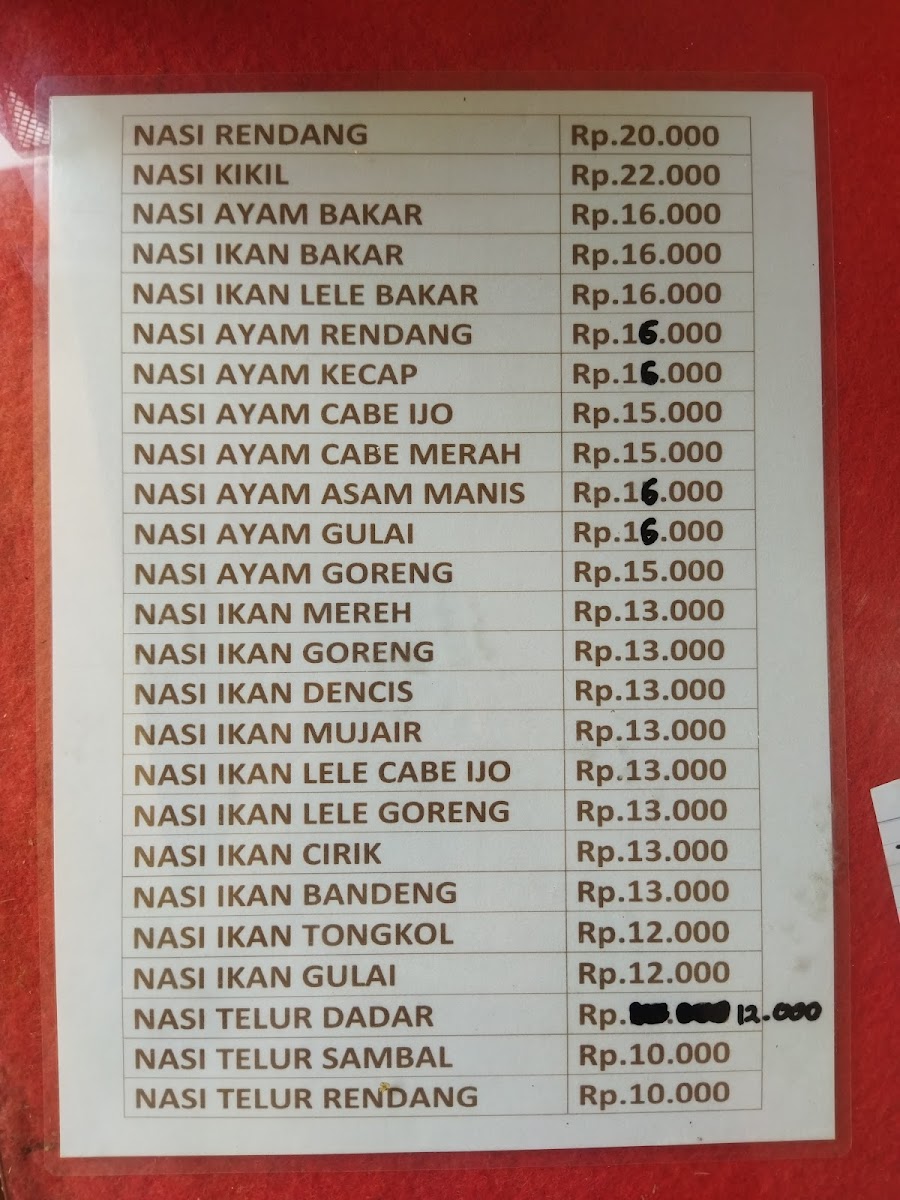 NASI RENDANG Rp.20.000
NASI KIKIL Rp.22.000
NASI AYAM BAKAR Rp.16.000
NASI IKAN BAKAR Rp.16.000
NASI IKAN LELE BAKAR Rp.16.000
NASI AYAM RENDANG Rp.16.000
NASI AYAM KECAP Rp.16.000
NASI AYAM CABE IJO Rp.15.000
NASI AYAM CABE MERAH Rp.15.000
NASI AYAM ASAM MANIS Rp.16.000
NASI AYAM GULAI Rp.16.000
NASI AYAM GORENG Rp.15.000
NASI IKAN MEREH Rp.13.000
NASI IKAN GORENG Rp.13.000
NASI IKAN DENCIS Rp.13.000
NASI IKAN MUJAIR Rp.13.000
NASI IKAN LELE CABE IJO Rp.13.000
NASI IKAN LELE GORENG Rp.13.000
NASI IKAN CIRIK Rp.13.000
NASI IKAN BANDENG Rp.13.000
NASI IKAN TONGKOL Rp.12.000
NASI IKAN GULAI Rp.12.000
NASI TELUR DADAR Rp. 12.000
NASI TELUR SAMBAL Rp.10.000
NASI TELUR RENDANG Rp.10.000